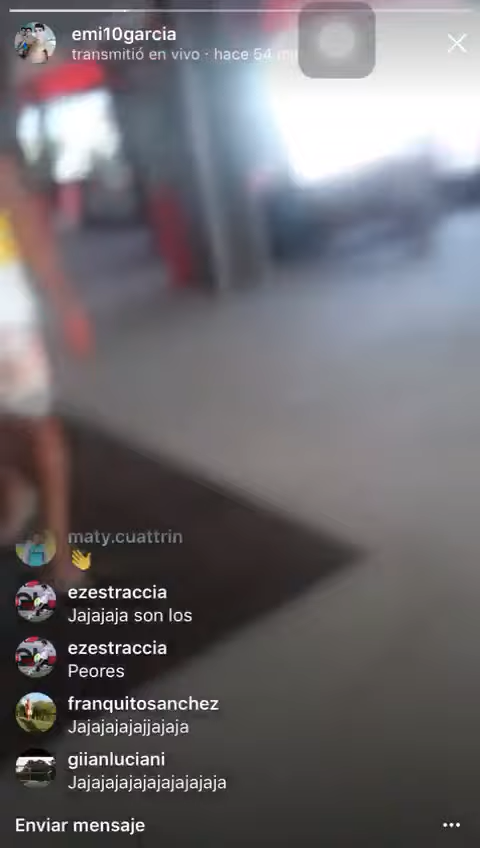 emi10garcia
transmitió en vivo · hace 54
maty.cuattrin
👋
ezestraccia
Jajajaja son los
ezestraccia
Peores
franquitosanchez
Jajajajajajjajaja
giianluciani
Jajajajajajajajajajaja
Enviar mensaje